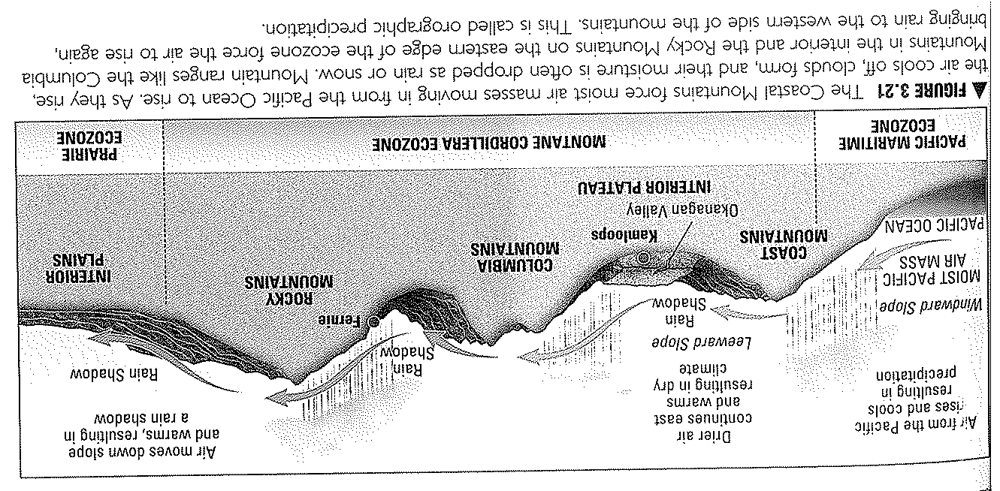 Air from the Pacific
rises and cools
resulting in
precipitation
Drier air
continues east
and warms
resulting in dry
climate
Air moves down slope
and warms, resulting in
a rain shadow
Windward Slope
MOIST PACIFIC
AIR MASS
PACIFIC OCEAN
Leeward Slope
Rain
Shadow
Rain
Shadow
Rain Shadow
COAST
MOUNTAINS
Kamloops
Okanagan Valley
INTERIOR PLATEAU
COLUMBIA
MOUNTAINS
Fernie
ROCKY
MOUNTAINS
INTERIOR
PLAINS
PACIFIC MARITIME
ECOZONE
MONTANE CORDILLERA ECOZONE
PRAIRIE
ECOZONE
▲ FIGURE 3.21 The Coastal Mountains force moist air masses moving in from the Pacific Ocean to rise. As they rise,
the air cools off, clouds form, and their moisture is often dropped as rain or snow. Mountain ranges like the Columbia
Mountains in the interior and the Rocky Mountains on the eastern edge of the ecozone force the air to rise again,
bringing rain to the western side of the mountains. This is called orographic precipitation.